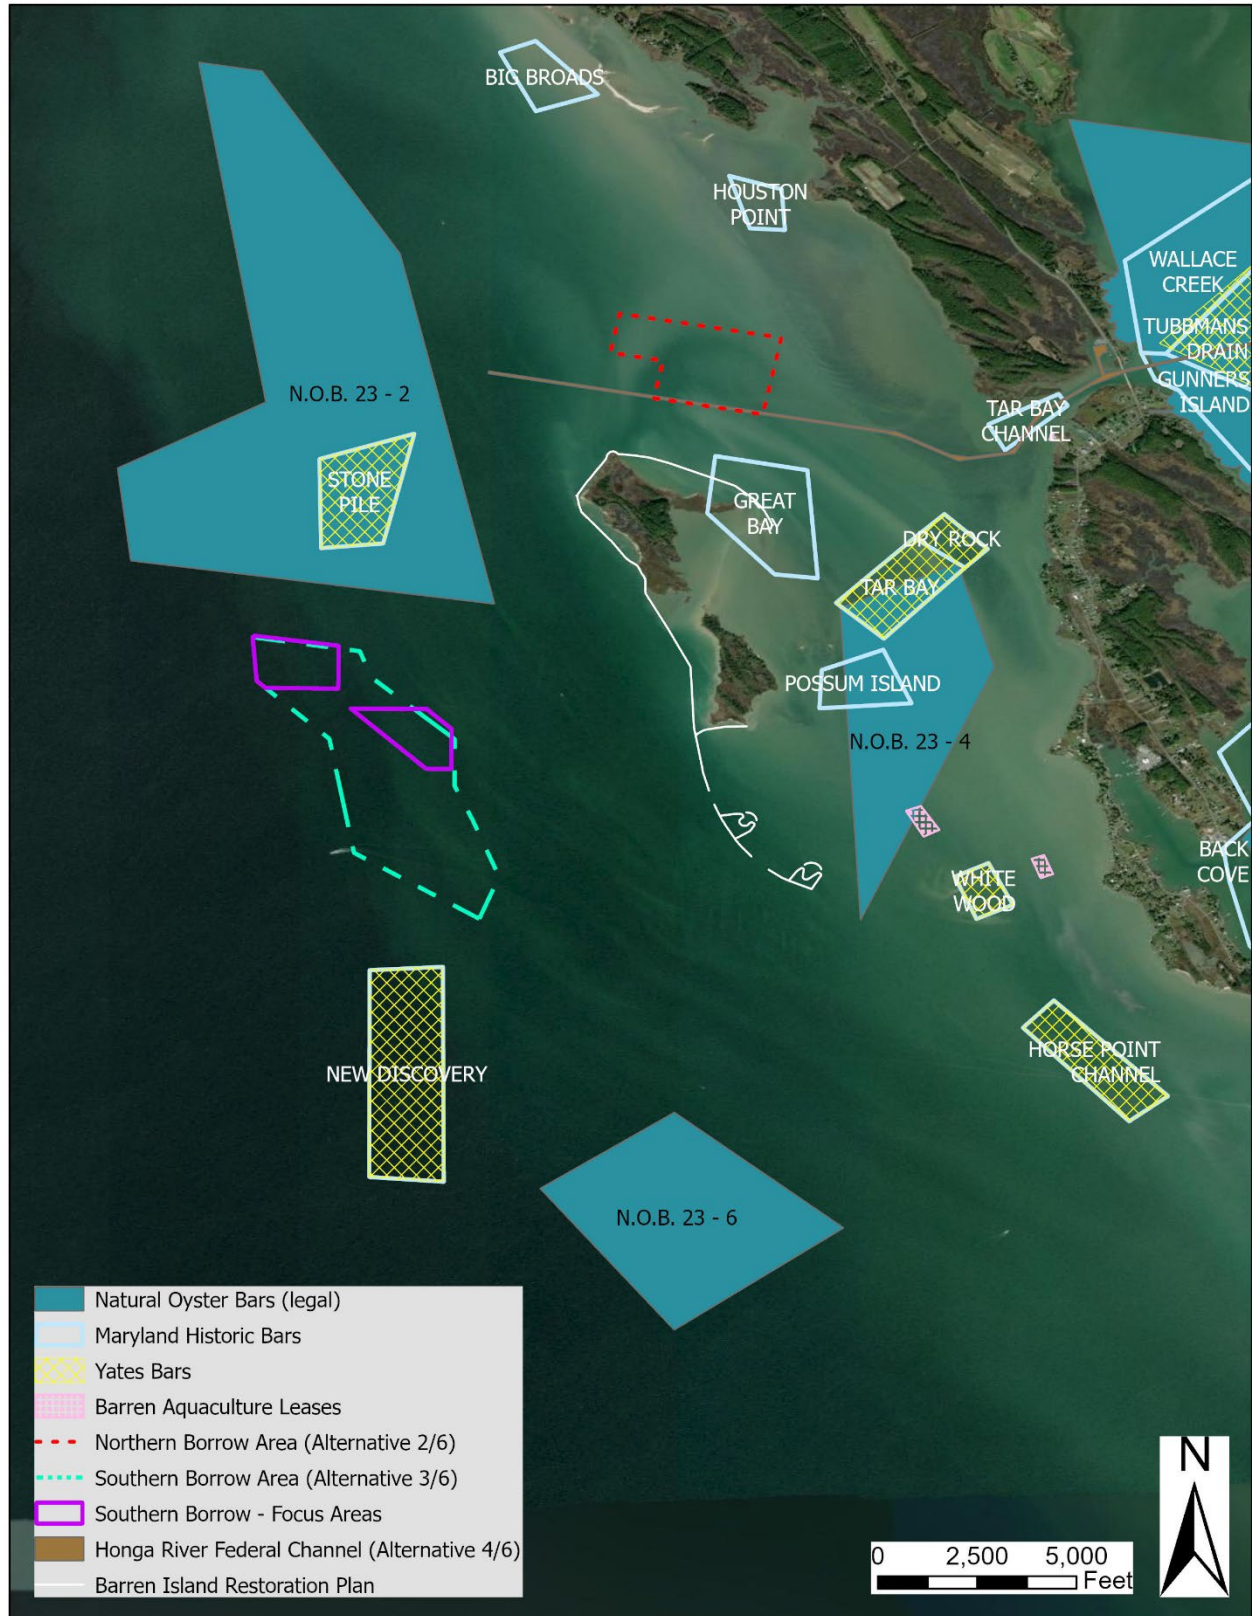 BIG BROADS
HOUSTON
POINT
WALLACE
CREEK
TUBBMANS
DRAIN
GUNNERS
ISLAND
N.O.B. 23 - 2
TAR BAY
CHANNEL
STONE
PILE
GREAT
BAY
DRY ROCK
TAR BAY
POSSUM ISLAND
N.O.B. 23 - 4
BACK
COVE
WHITE
WOOD
HORSE POINT
CHANNEL
NEW DISCOVERY
N.O.B. 23 - 6
Natural Oyster Bars (legal)
Maryland Historic Bars
Yates Bars
Barren Aquaculture Leases
Northern Borrow Area (Alternative 2/6)
Southern Borrow Area (Alternative 3/6)
Southern Borrow - Focus Areas
Honga River Federal Channel (Alternative 4/6)
Barren Island Restoration Plan
0 2,500 5,000
Feet
N